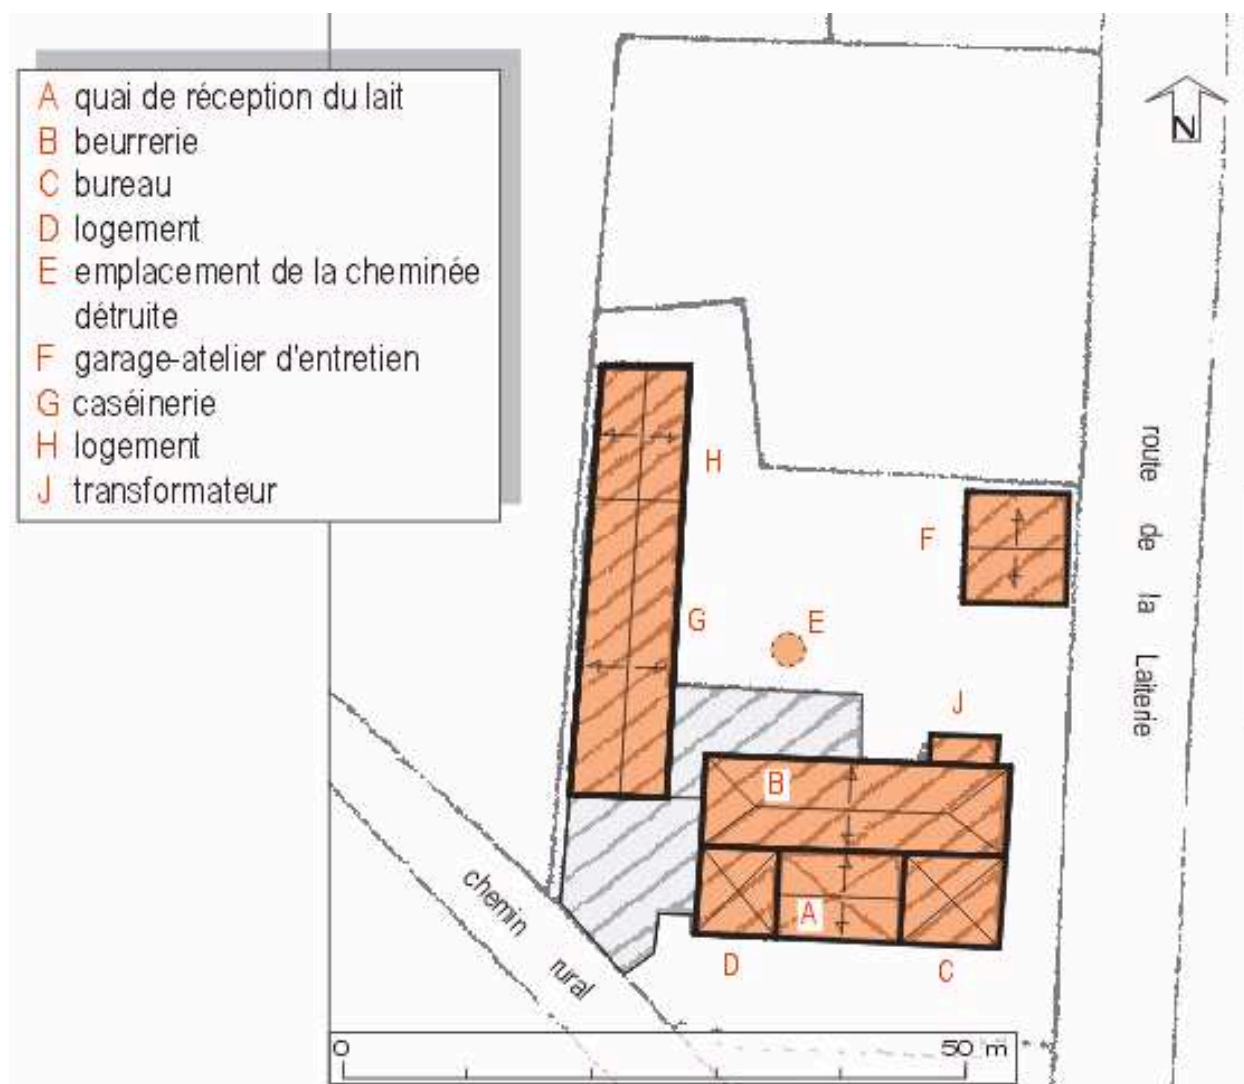 A quai de réception du lait
B beurrerie
C bureau
D logement
E emplacement de la cheminée
détruite
F garage-atelier d'entretien
G caséinerie
H logement
J transformateur
N
H
F
G
E
J
B
A
D
C
route de la Laiterie
chemin rural
0 50 m